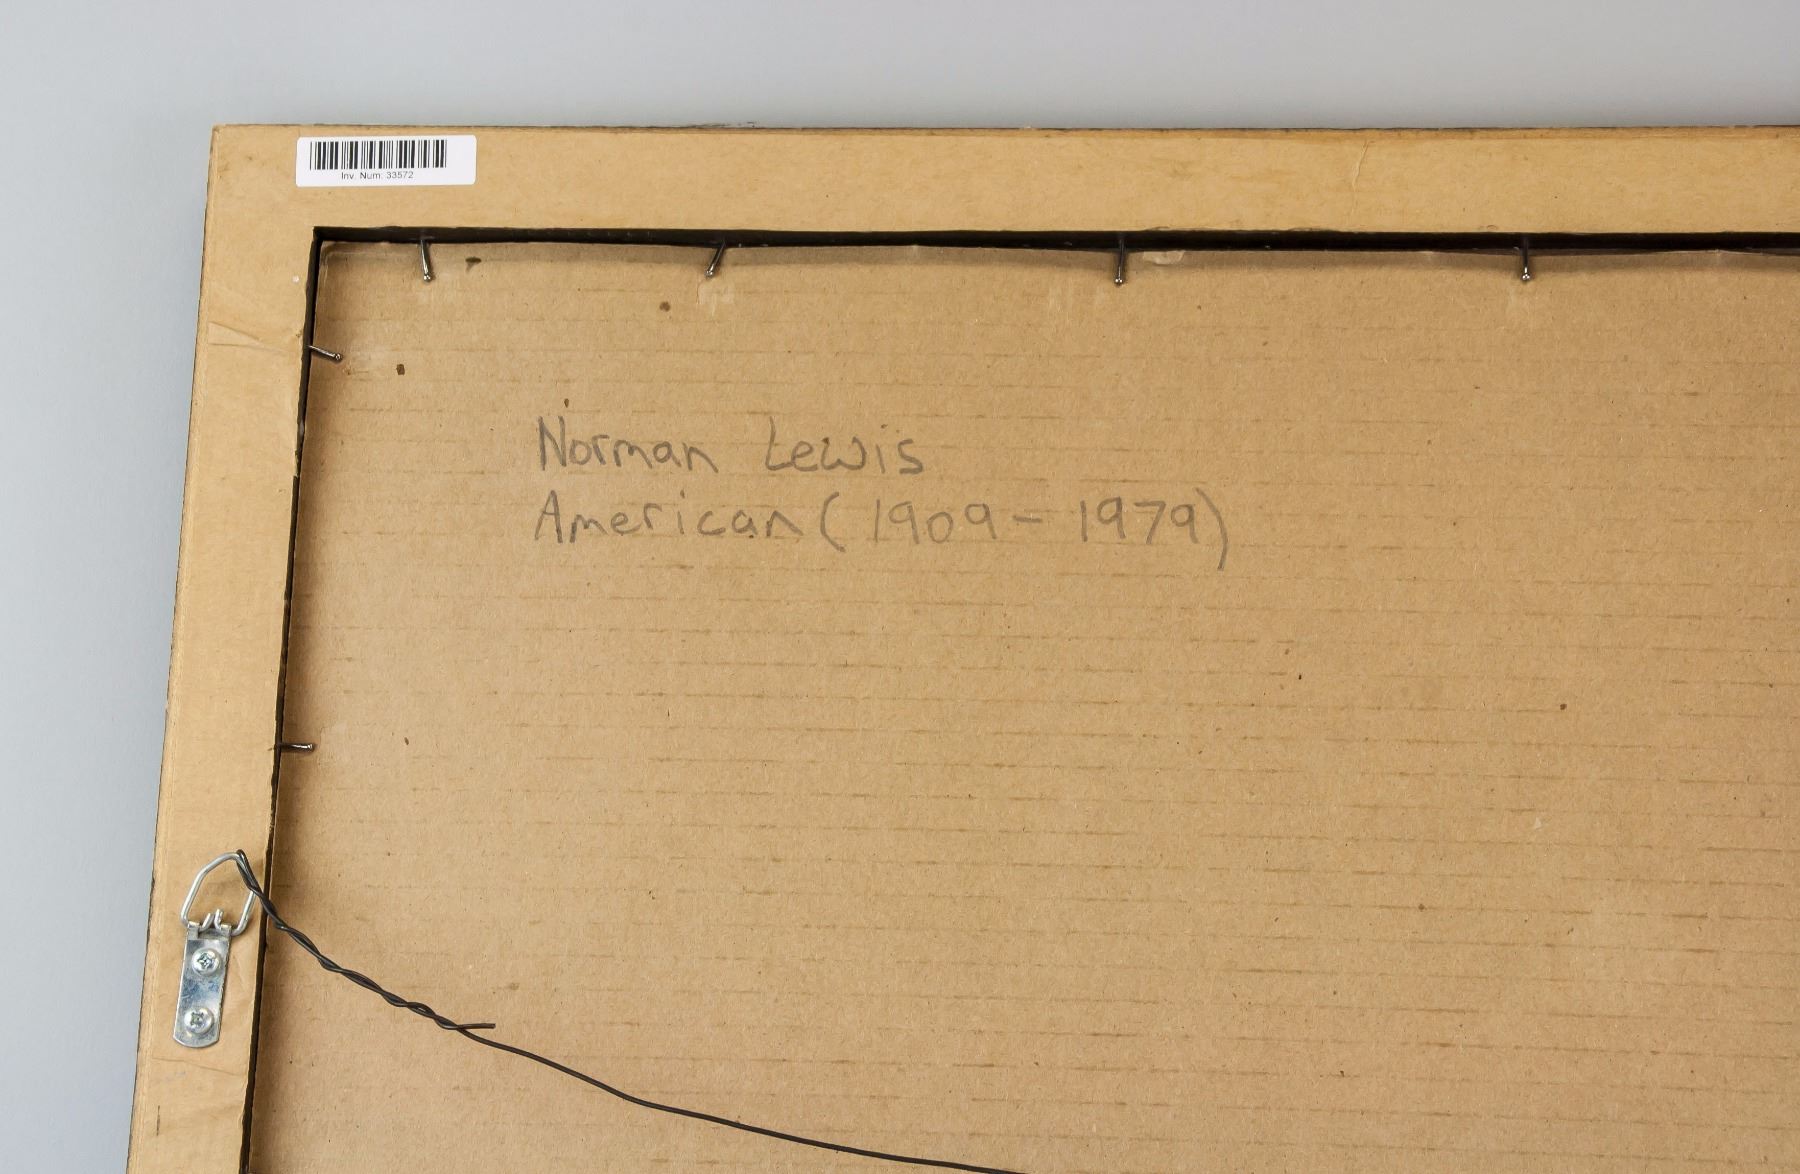 Inv. Num: 33572
Norman Lewis
American (1909 - 1979)